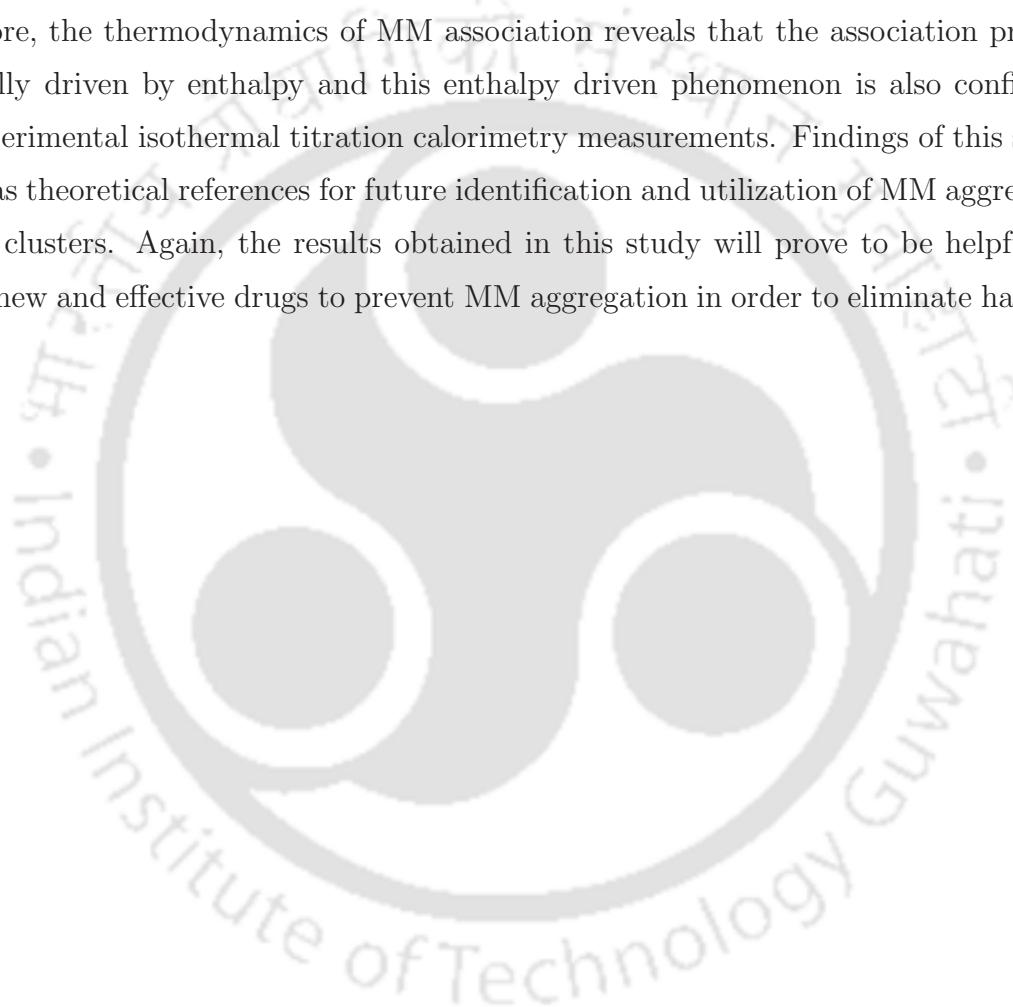 ore, the thermodynamics of MM association reveals that the association pr
lly driven by enthalpy and this enthalpy driven phenomenon is also confi
perimental isothermal titration calorimetry measurements. Findings of this s
as theoretical references for future identification and utilization of MM aggre
clusters. Again, the results obtained in this study will prove to be helpf
new and effective drugs to prevent MM aggregation in order to eliminate ha
Indian Institute of Technology Guwahati